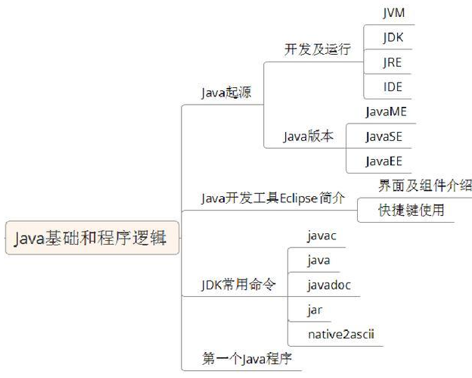 Java基础和程序逻辑
Java起源
开发及运行
JVM
JDK
JRE
IDE
Java版本
JavaME
JavaSE
JavaEE
Java开发工具Eclipse简介
界面及组件介绍
快捷键使用
JDK常用命令
javac
java
javadoc
jar
native2ascii
第一个Java程序